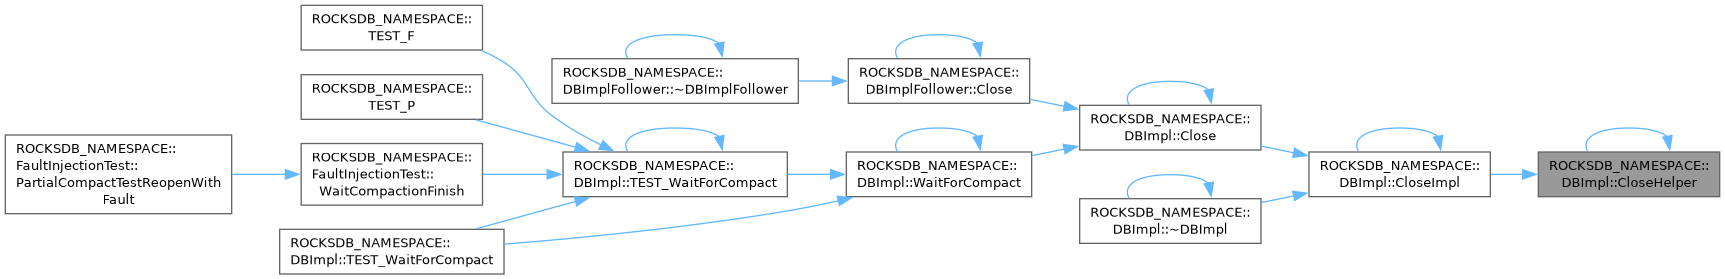 ROCKSDB_NAMESPACE::
TEST_F
ROCKSDB_NAMESPACE::
TEST_P
ROCKSDB_NAMESPACE::
FaultInjectionTest::
PartialCompactTestReopenWith
Fault
ROCKSDB_NAMESPACE::
FaultInjectionTest::
WaitCompactionFinish
ROCKSDB_NAMESPACE::
DBImpl::TEST_WaitForCompact
ROCKSDB_NAMESPACE::
DBImplFollower::~DBImplFollower
ROCKSDB_NAMESPACE::
DBImpl::TEST_WaitForCompact
ROCKSDB_NAMESPACE::
DBImplFollower::Close
ROCKSDB_NAMESPACE::
DBImpl::WaitForCompact
ROCKSDB_NAMESPACE::
DBImpl::Close
ROCKSDB_NAMESPACE::
DBImpl::~DBImpl
ROCKSDB_NAMESPACE::
DBImpl::CloseImpl
ROCKSDB_NAMESPACE::
DBImpl::CloseHelper